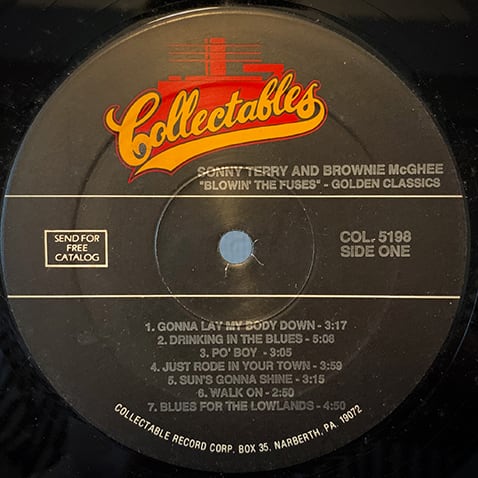 Collectables
SONNY TERRY AND BROWNIE McGHEE
"BLOWIN' THE FUSES" - GOLDEN CLASSICS
SEND FOR
FREE
CATALOG
COL. 5198
SIDE ONE
1. GONNA LAY MY BODY DOWN - 3:17
2. DRINKING IN THE BLUES - 5:08
3. PO' BOY - 3:05
4. JUST RODE IN YOUR TOWN - 3:59
5. SUN'S GONNA SHINE - 3:15
6. WALK ON - 2:50
7. BLUES FOR THE LOWLANDS - 4:50
COLLECTABLE RECORD CORP. BOX 35, NARBERTH, PA. 19072